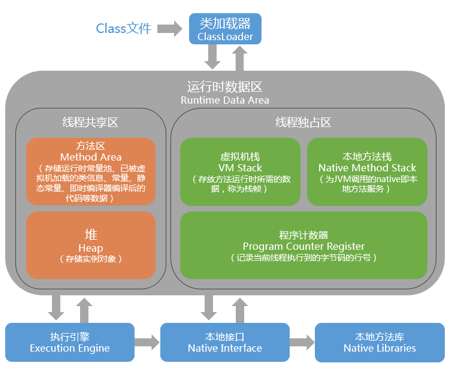 Class文件
类加载器
ClassLoader
运行时数据区
Runtime Data Area
线程共享区
方法区
Method Area
（存储运行时常量池、已被虚
拟机加载的类信息、常量、静
态常量、即时编译器编译后的
代码等数据）
堆
Heap
（存储实例对象）
线程独占区
虚拟机栈
VM Stack
（存放方法运行时所需的数
据，称为栈帧）
本地方法栈
Native Method Stack
（为JVM调用的native即本
地方法服务）
程序计数器
Program Counter Register
（记录当前线程执行到的字节码的行号）
执行引擎
Execution Engine
本地接口
Native Interface
本地方法库
Native Libraries